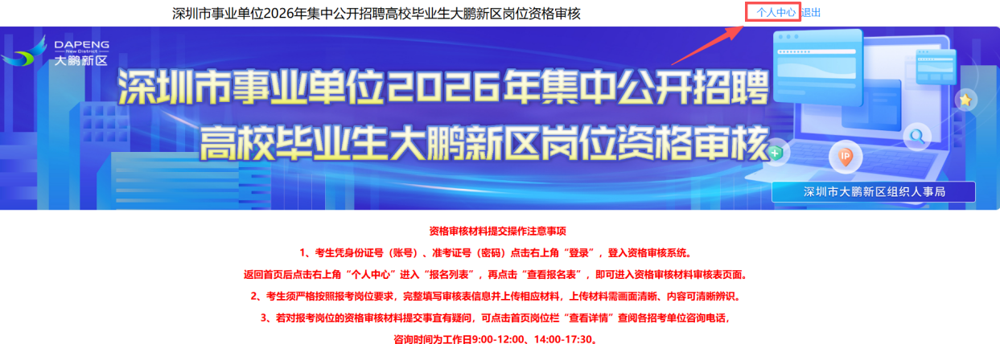 深圳市事业单位2026年集中公开招聘高校毕业生大鹏新区岗位资格审核
个人中心 退出
DAPENG
New District
大鹏新区
深圳市事业单位2026年集中公开招聘
高校毕业生大鹏新区岗位资格审核
IP
深圳市大鹏新区组织人事局
资格审核材料提交操作注意事项
1、考生凭身份证号（账号）、准考证号（密码）点击右上角“登录”，登入资格审核系统。
返回首页后点击右上角“个人中心”进入“报名列表”，再点击“查看报名表”，即可进入资格审核材料审核表页面。
2、考生须严格按照报考岗位要求，完整填写审核表信息并上传相应材料，上传材料需画面清晰、内容可清晰辨识。
3、若对报考岗位的资格审核材料提交事宜有疑问，可点击首页岗位栏“查看详情”查阅各招考单位咨询电话，
咨询时间为工作日9:00-12:00、14:00-17:30。